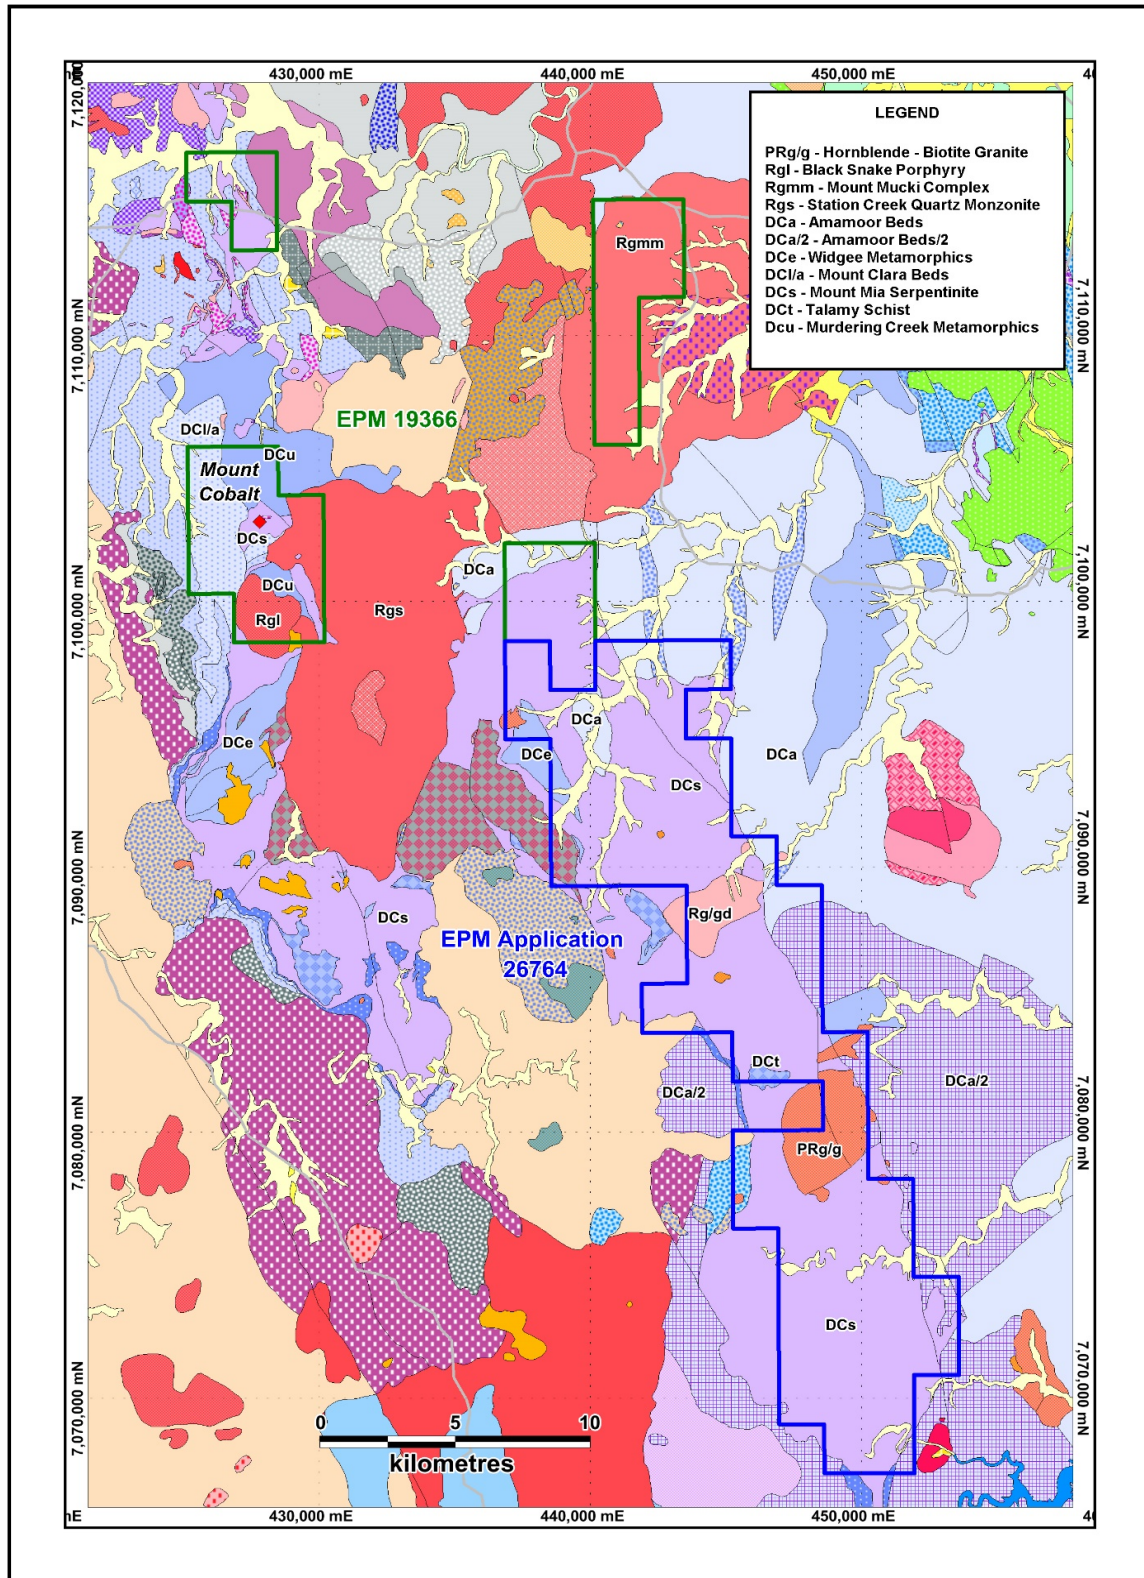 430,000 mE
440,000 mE
450,000 mE
7,120,000
LEGEND
PRg/g - Hornblende - Biotite Granite
Rgl - Black Snake Porphyry
Rgmm - Mount Mucki Complex
Rgs - Station Creek Quartz Monzonite
DCa - Amamoor Beds
DCa/2 - Amamoor Beds/2
DCe - Widgee Metamorphics
DCl/a - Mount Clara Beds
DCs - Mount Mia Serpentinite
DCt - Talamy Schist
Dcu - Murdering Creek Metamorphics
Rgmm
7,110,000 mN
7,110,000 mN
EPM 19366
DCl/a
DCu
Mount
Cobalt
DCs
DCa
DCu
7,100,000 mN
7,100,000 mN
Rgl
Rgs
DCa
DCe
DCe
DCa
DCs
7,090,000 mN
7,090,000 mN
DCs
Rg/gd
EPM Application
26764
DCt
DCa/2
DCa/2
7,080,000 mN
7,080,000 mN
PRg/g
DCs
7,070,000 mN
7,070,000 mN
0
5
10
kilometres
mE
430,000 mE
440,000 mE
450,000 mE